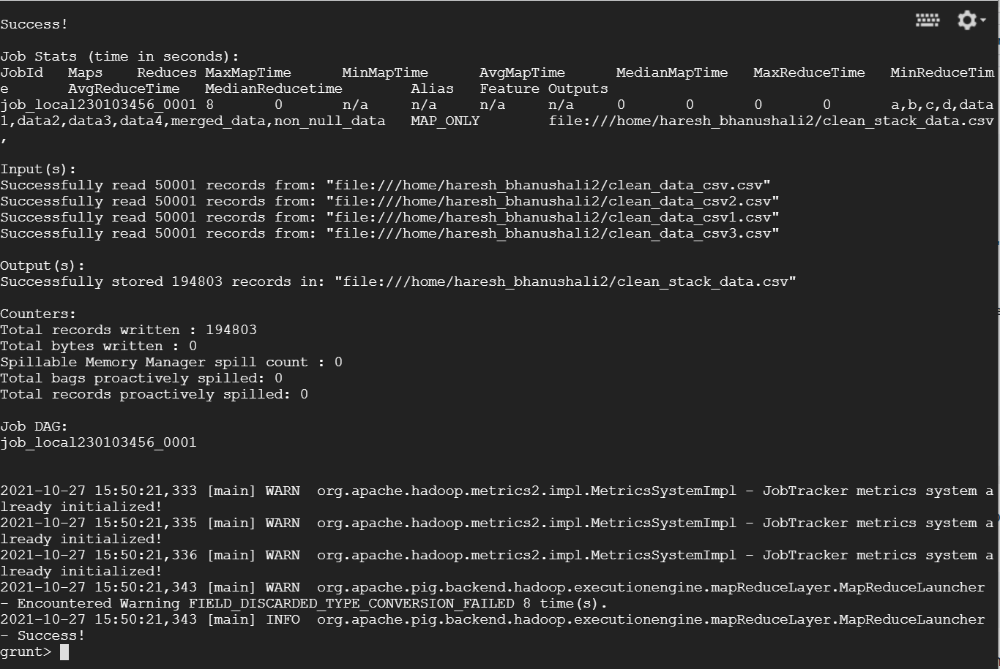 Success!
Job Stats (time in seconds):
JobId   Maps    Reduces MaxMapTime      MinMapTime      AvgMapTime      MedianMapTime   MaxReduceTime   MinReduceTim
e       AvgReduceTime   MedianReducetime        Alias   Feature Outputs
job_local230103456_0001 8       0       n/a     n/a     n/a     n/a     0       0       0       0       a,b,c,d,data
1,data2,data3,data4,merged_data,non_null_data   MAP_ONLY        file:///home/haresh_bhanushali2/clean_stack_data.csv
,
Input(s):
Successfully read 50001 records from: "file:///home/haresh_bhanushali2/clean_data_csv.csv"
Successfully read 50001 records from: "file:///home/haresh_bhanushali2/clean_data_csv2.csv"
Successfully read 50001 records from: "file:///home/haresh_bhanushali2/clean_data_csv1.csv"
Successfully read 50001 records from: "file:///home/haresh_bhanushali2/clean_data_csv3.csv"
Output(s):
Successfully stored 194803 records in: "file:///home/haresh_bhanushali2/clean_stack_data.csv"
Counters:
Total records written : 194803
Total bytes written : 0
Spillable Memory Manager spill count : 0
Total bags proactively spilled: 0
Total records proactively spilled: 0
Job DAG:
job_local230103456_0001
2021-10-27 15:50:21,333 [main] WARN  org.apache.hadoop.metrics2.impl.MetricsSystemImpl - JobTracker metrics system a
lready initialized!
2021-10-27 15:50:21,335 [main] WARN  org.apache.hadoop.metrics2.impl.MetricsSystemImpl - JobTracker metrics system a
lready initialized!
2021-10-27 15:50:21,336 [main] WARN  org.apache.hadoop.metrics2.impl.MetricsSystemImpl - JobTracker metrics system a
lready initialized!
2021-10-27 15:50:21,343 [main] WARN  org.apache.pig.backend.hadoop.executionengine.mapReduceLayer.MapReduceLauncher
- Encountered Warning FIELD_DISCARDED_TYPE_CONVERSION_FAILED 8 time(s).
2021-10-27 15:50:21,343 [main] INFO  org.apache.pig.backend.hadoop.executionengine.mapReduceLayer.MapReduceLauncher
- Success!
grunt>